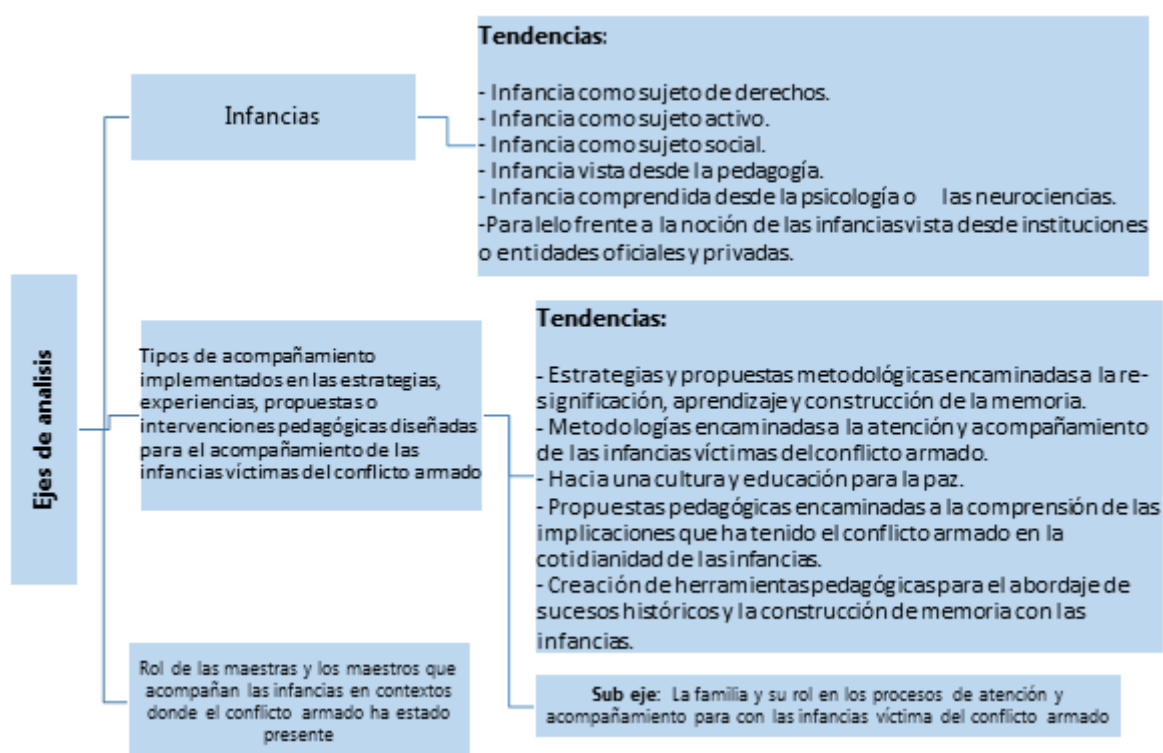 Ejes de analisis
Infancias
Tendencias:
- Infancia como sujeto de derechos.
- Infancia como sujeto activo.
- Infancia como sujeto social.
- Infancia vista desde la pedagogía.
- Infancia comprendida desde la psicología o las neurociencias.
-Paralelo frente a la noción de las infancias vista desde instituciones
o entidades oficiales y privadas.
Tipos de acompañamiento
implementados en las estrategias,
experiencias, propuestas o
intervenciones pedagógicas diseñadas
para el acompañamiento de las
infancias víctimas del conflicto armado
Tendencias:
- Estrategias y propuestas metodológicas encaminadas a la re-
significación, aprendizaje y construcción de la memoria.
- Metodologías encaminadas a la atención y acompañamiento
de las infancias víctimas del conflicto armado.
- Hacia una cultura y educación para la paz.
- Propuestas pedagógicas encaminadas a la comprensión de las
implicaciones que ha tenido el conflicto armado en la
cotidianidad de las infancias.
- Creación de herramientas pedagógicas para el abordaje de
sucesos históricos y la construcción de memoria con las
infancias.
Sub eje: La familia y su rol en los procesos de atención y
acompañamiento para con las infancias víctima del conflicto armado
Rol de las maestras y los maestros que
acompañan las infancias en contextos
donde el conflicto armado ha estado
presente